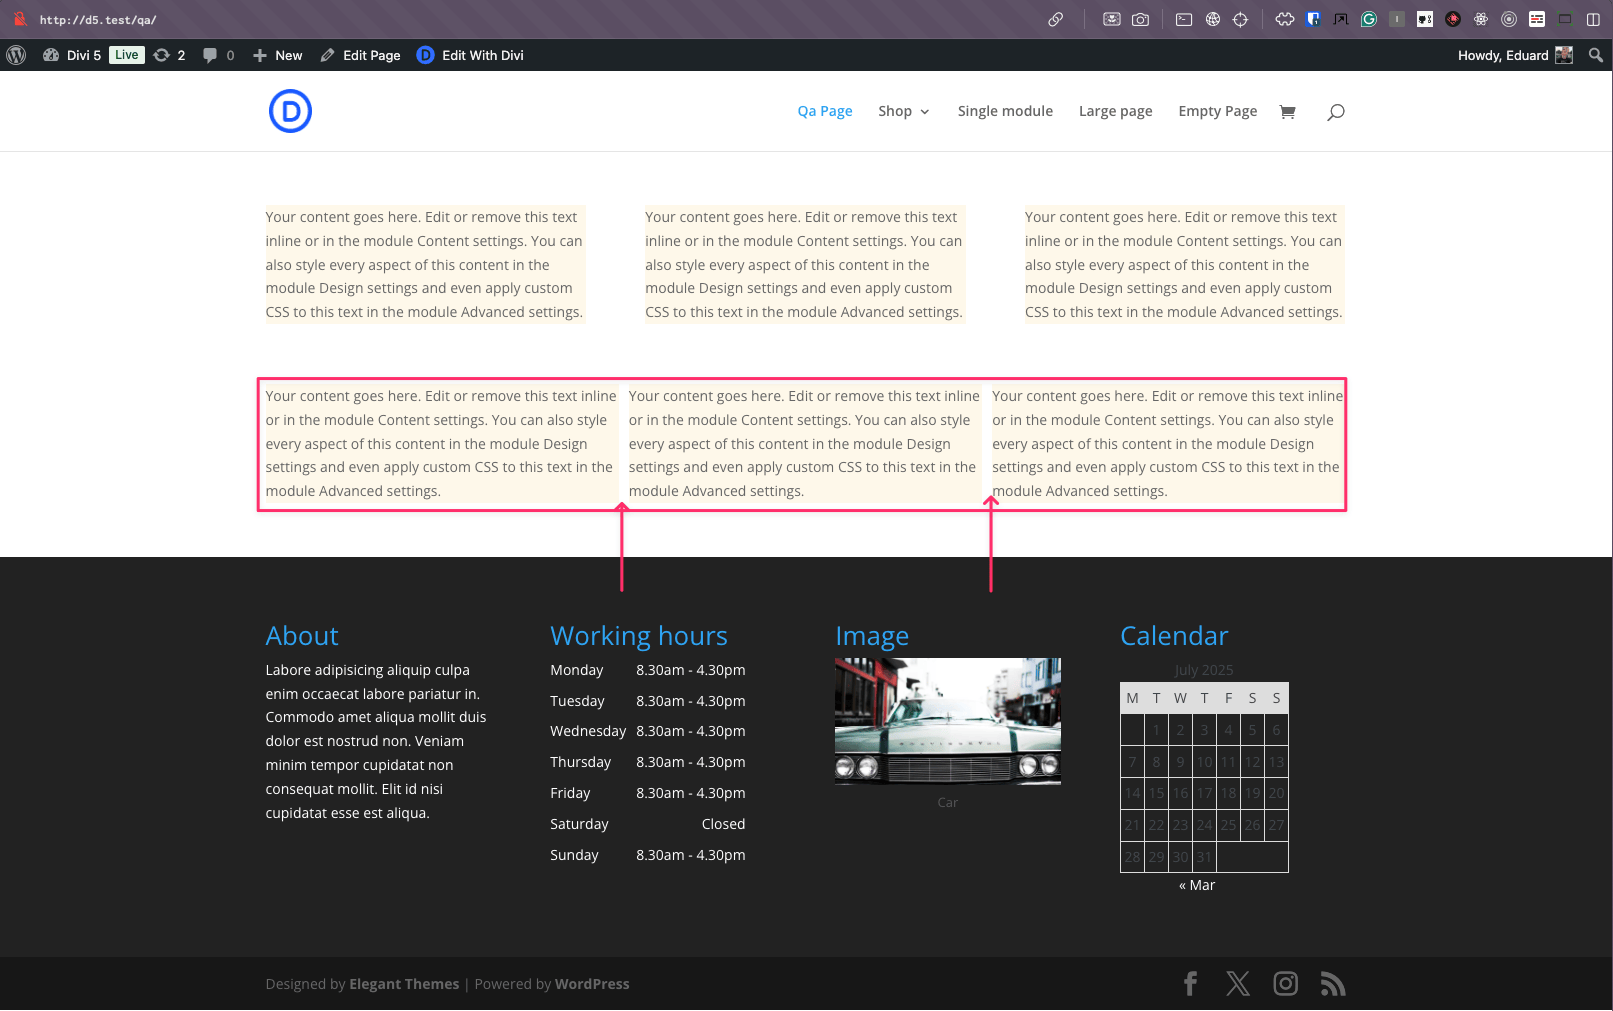 http://d5.test/qa/
Divi 5 Live 2 0 New Edit Page D Edit With Divi Howdy, Eduard
D Qa Page Shop Single module Large page Empty Page
Your content goes here. Edit or remove this text
inline or in the module Content settings. You can
also style every aspect of this content in the
module Design settings and even apply custom
CSS to this text in the module Advanced settings.
Your content goes here. Edit or remove this text
inline or in the module Content settings. You can
also style every aspect of this content in the
module Design settings and even apply custom
CSS to this text in the module Advanced settings.
Your content goes here. Edit or remove this text
inline or in the module Content settings. You can
also style every aspect of this content in the
module Design settings and even apply custom
CSS to this text in the module Advanced settings.
Your content goes here. Edit or remove this text inline
or in the module Content settings. You can also style
every aspect of this content in the module Design
settings and even apply custom CSS to this text in the
module Advanced settings.
Your content goes here. Edit or remove this text inline
or in the module Content settings. You can also style
every aspect of this content in the module Design
settings and even apply custom CSS to this text in the
module Advanced settings.
Your content goes here. Edit or remove this text inline
or in the module Content settings. You can also style
every aspect of this content in the module Design
settings and even apply custom CSS to this text in the
module Advanced settings.
About
Labore adipisicing aliquip culpa
enim occaecat labore pariatur in.
Commodo amet aliqua mollit duis
dolor est nostrud non. Veniam
minim tempor cupidatat non
consequat mollit. Elit id nisi
cupidatat esse est aliqua.
Working hours
Monday 8.30am - 4.30pm
Tuesday 8.30am - 4.30pm
Wednesday 8.30am - 4.30pm
Thursday 8.30am - 4.30pm
Friday 8.30am - 4.30pm
Saturday Closed
Sunday 8.30am - 4.30pm
Image
Car
Calendar
July 2025
M T W T F S S
1 2 3 4 5 6
7 8 9 10 11 12 13
14 15 16 17 18 19 20
21 22 23 24 25 26 27
28 29 30 31
« Mar
Designed by Elegant Themes | Powered by WordPress